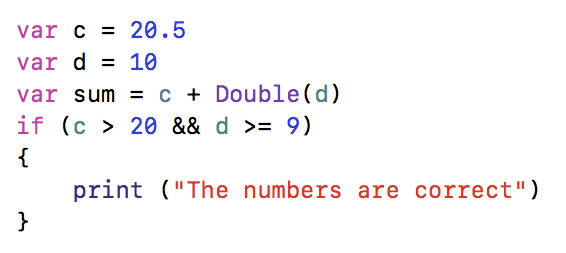 var c = 20.5
var d = 10
var sum = c + Double(d)
if (c > 20 && d >= 9)
{
    print ("The numbers are correct")
}